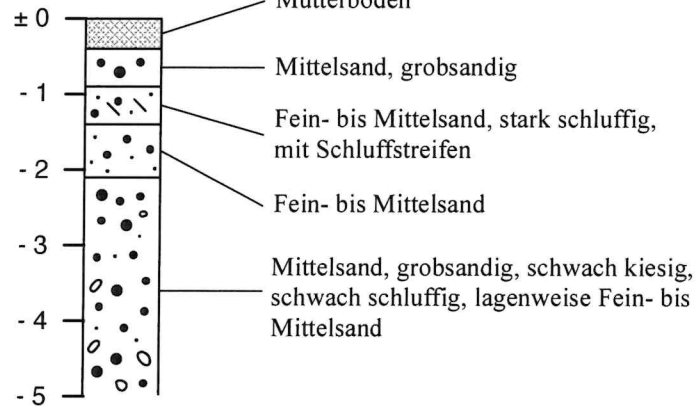 Mutterboden
± 0
Mittelsand, grobsandig
- 1
Fein- bis Mittelsand, stark schluffig,
mit Schluffstreifen
- 2
Fein- bis Mittelsand
- 3
Mittelsand, grobsandig, schwach kiesig,
schwach schluffig, lagenweise Fein- bis
Mittelsand
- 4
- 5